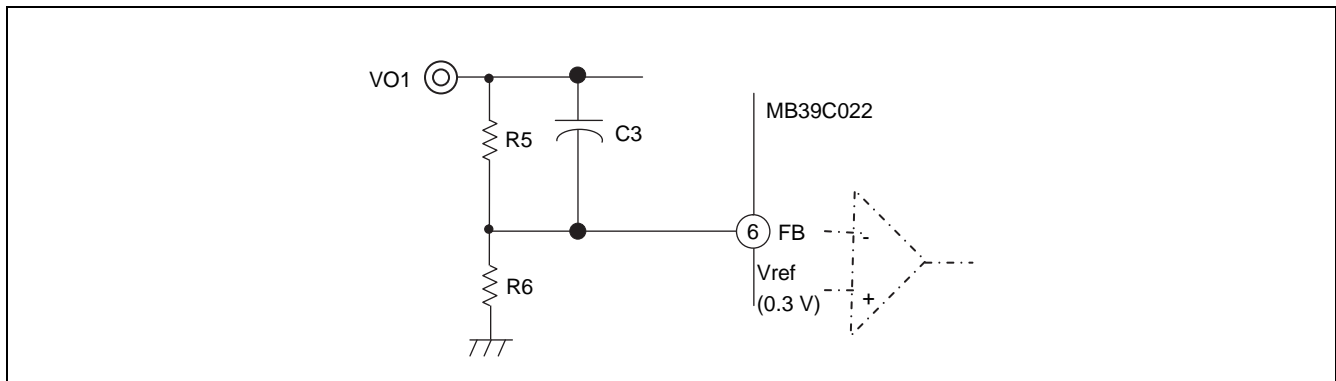 VO1
R5
C3
MB39C022
6
FB
-
Vref
(0.3 V)
+
R6